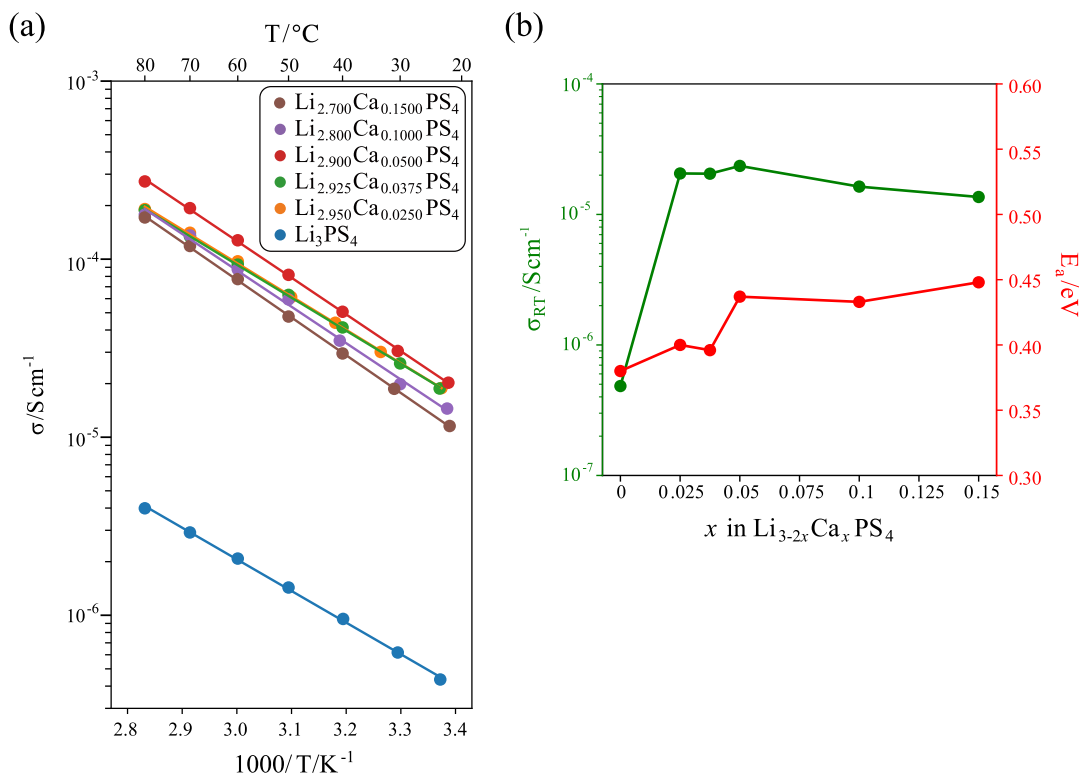 (a)
T/°C
80 70 60 50 40 30 20
10⁻³
10⁻⁴
10⁻⁵
10⁻⁶
σ/Scm⁻¹
Li₂.₇₀₀Ca₀.₁₅₀₀PS₄
Li₂.₈₀₀Ca₀.₁₀₀₀PS₄
Li₂.₉₀₀Ca₀.₀₅₀₀PS₄
Li₂.₉₂₅Ca₀.₀₃₇₅PS₄
Li₂.₉₅₀Ca₀.₀₂₅₀PS₄
Li₃PS₄
2.8 2.9 3.0 3.1 3.2 3.3 3.4
1000/T/K⁻¹
(b)
10⁻⁴
10⁻⁵
10⁻⁶
10⁻⁷
σRT/Scm⁻¹
0.60
0.55
0.50
0.45
0.40
0.35
0.30
Eₐ/eV
0 0.025 0.05 0.075 0.1 0.125 0.15
x in Li₃₋₂ₓCaₓPS₄